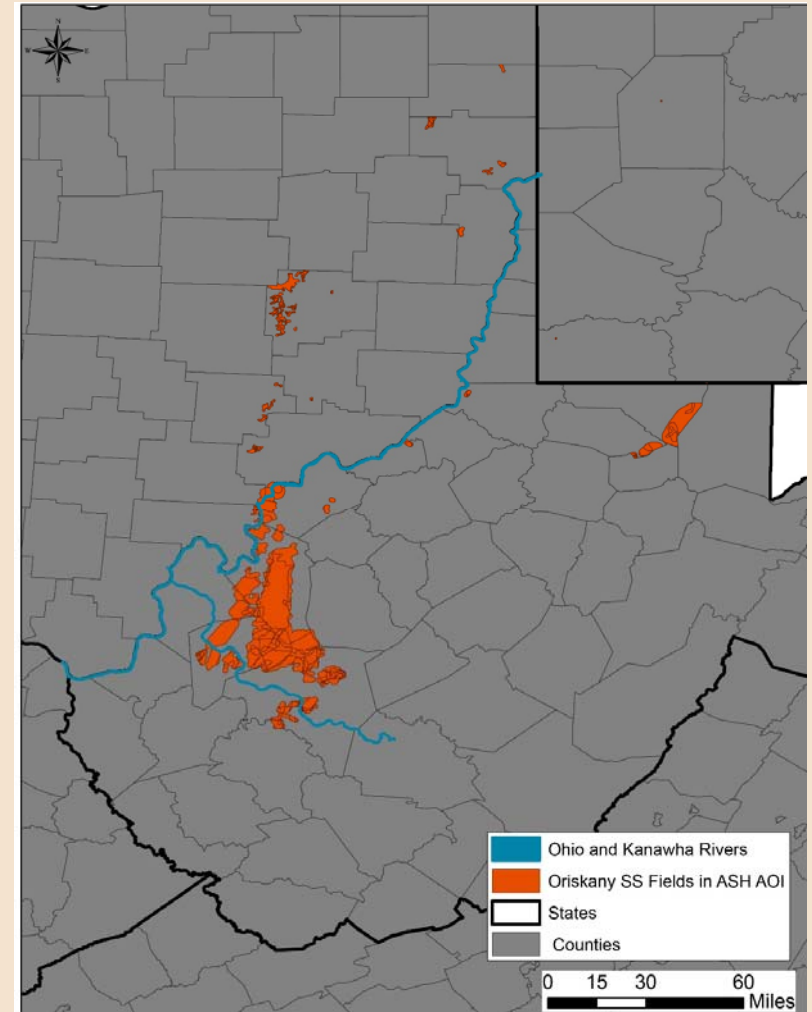 N
W E
S
Ohio and Kanawha Rivers
Oriskany SS Fields in ASH AOI
States
Counties
0 15 30 60
Miles